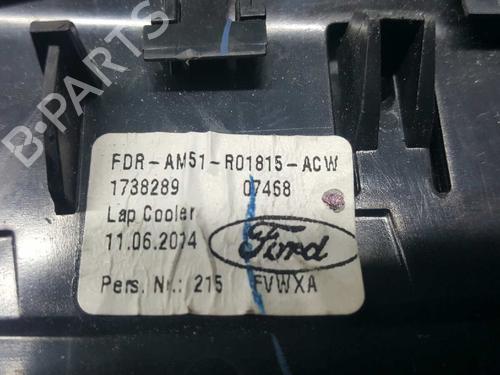 B-PARTS
FDR-AM51-R01815-ACW
1738289 07468
Lap Cooler
11.06.2014
Ford
Pers. Nr.: 215 FVWXA